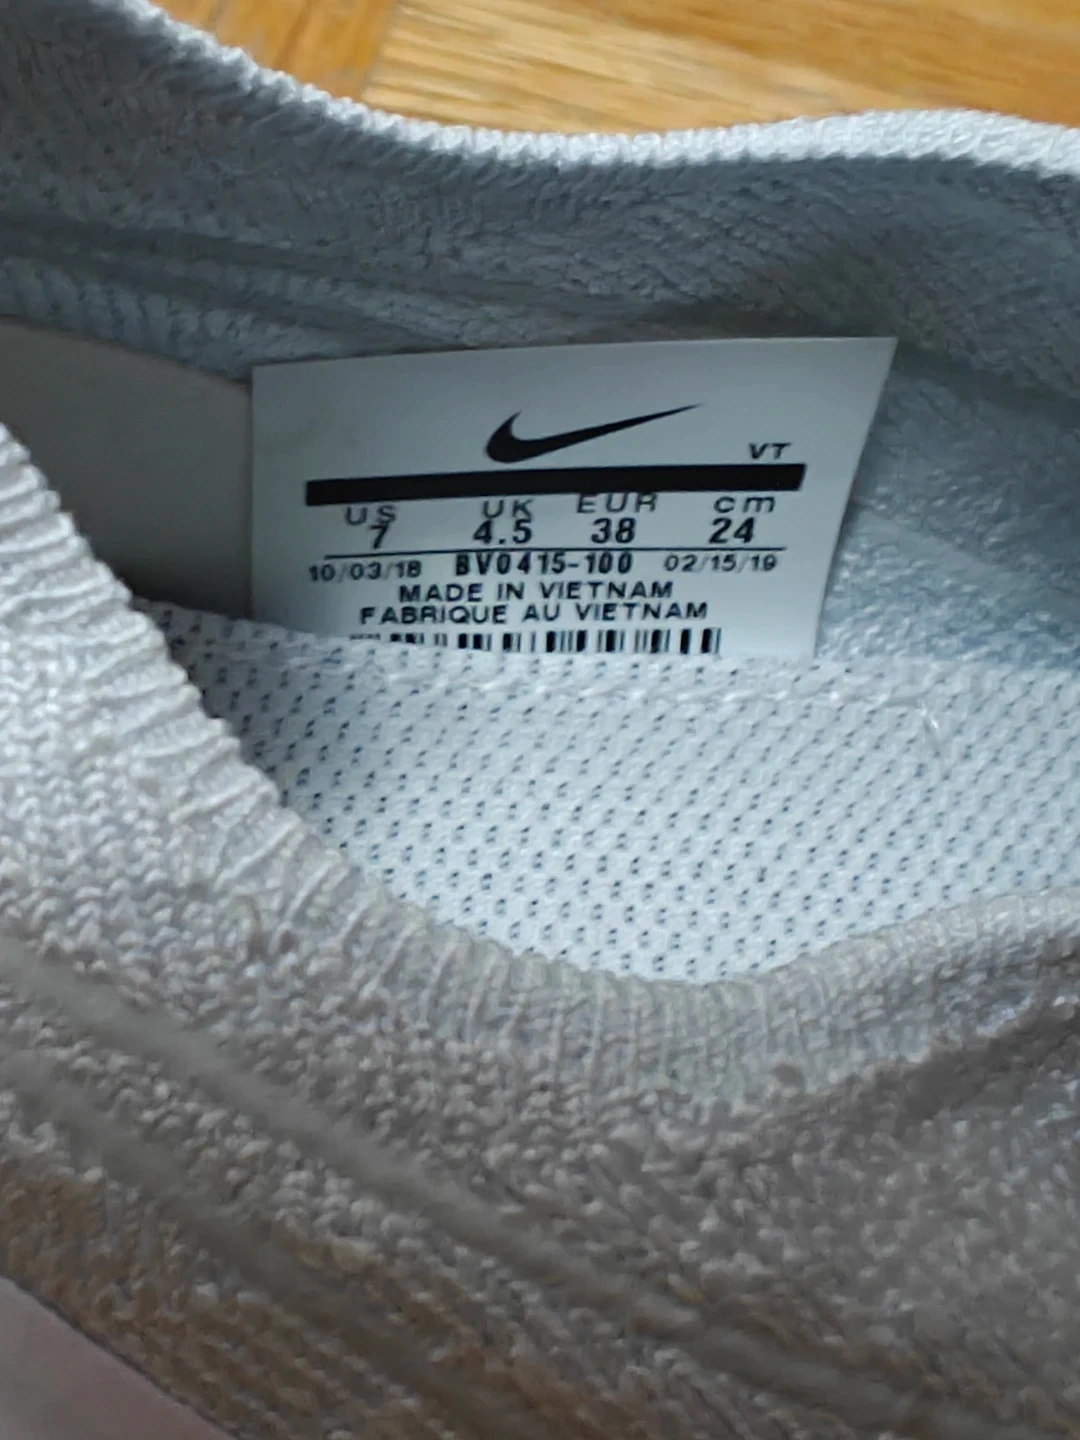 VT
US UK EUR cm
7 4.5 38 24
10/03/18 BV0415-100 02/15/19
MADE IN VIETNAM
FABRIQUE AU VIETNAM